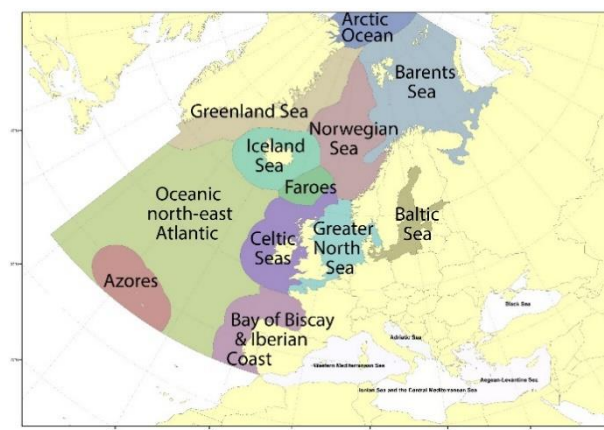 Arctic
Ocean
Barents
Sea
Greenland Sea
Norwegian
Sea
Iceland
Sea
Faroes
Oceanic
north-east
Atlantic
Celtic
Seas
Greater
North
Sea
Baltic
Sea
Azores
Bay of Biscay
& Iberian
Coast
Black Sea
Adriatic Sea
Western Mediterranean Sea
Aegean-Levantine Sea
Ionian Sea and the Central Mediterranean Sea